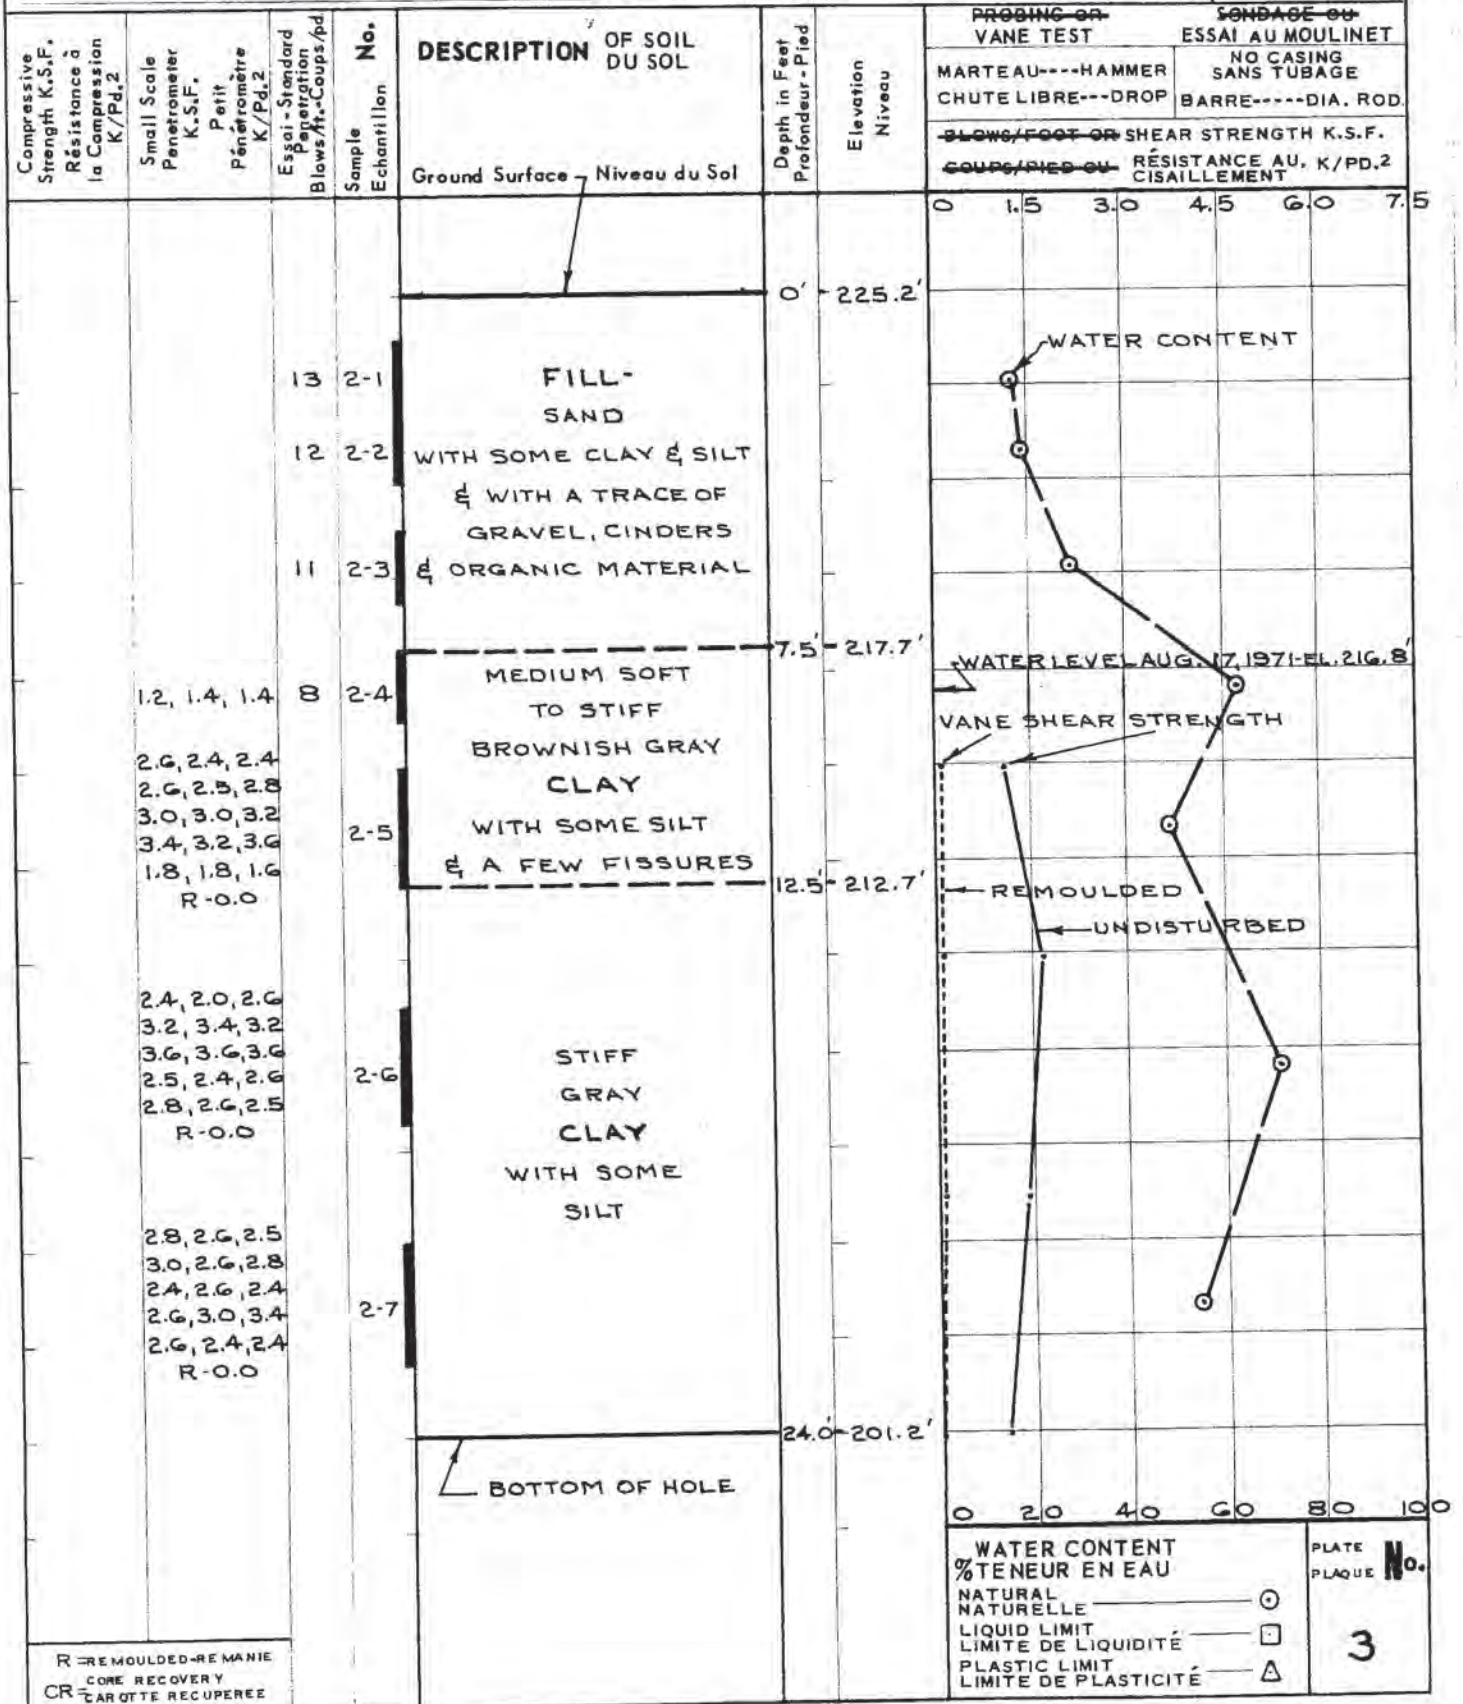 Compressive
Strength K.S.F.
Résistance à
la Compression
K/Pd.2
Small Scale
Penetrometer
K.S.F.
Petit
Pénétromètre
K/Pd.2
Essai-Standard
Penetration
Blows/ft.-Coups/pd.
Sample No.
Echantillon
DESCRIPTION OF SOIL
DU SOL
Ground Surface Niveau du Sol
Depth in Feet
Profondeur-Pied
Elevation
Niveau
PROBING OR
VANE TEST
SONDAGE OU
ESSAI AU MOULINET
MARTEAU----HAMMER
CHUTE LIBRE---DROP
NO CASING
SANS TUBAGE
BARRE-----DIA. ROD
BLOWS/FOOT OR SHEAR STRENGTH K.S.F.
COUPS/PIED OU RÉSISTANCE AU. K/PD.2
CISAILLEMENT
0 1.5 3.0 4.5 6.0 7.5
0' 225.2'
WATER CONTENT
13 2-1
12 2-2
11 2-3
FILL-
SAND
WITH SOME CLAY & SILT
& WITH A TRACE OF
GRAVEL, CINDERS
& ORGANIC MATERIAL
7.5' 217.7'
WATER LEVEL AUG. 17, 1971-EL. 216.8'
1.2, 1.4, 1.4 8 2-4
MEDIUM SOFT
TO STIFF
BROWNISH GRAY
CLAY
WITH SOME SILT
& A FEW FISSURES
VANE SHEAR STRENGTH
2.6, 2.4, 2.4
2.6, 2.5, 2.8
3.0, 3.0, 3.2
3.4, 3.2, 3.6
1.8, 1.8, 1.6
R-0.0
2-5
12.5' 212.7'
REMOULDED
UNDISTURBED
2.4, 2.0, 2.6
3.2, 3.4, 3.2
3.6, 3.6, 3.6
2.5, 2.4, 2.6
2.8, 2.6, 2.5
R-0.0
2-6
STIFF
GRAY
CLAY
WITH SOME
SILT
2.8, 2.6, 2.5
3.0, 2.6, 2.8
2.4, 2.6, 2.4
2.6, 3.0, 3.4
2.6, 2.4, 2.4
R-0.0
2-7
24.0 201.2'
BOTTOM OF HOLE
0 20 40 60 80 100
WATER CONTENT
% TENEUR EN EAU
NATURAL
NATURELLE
LIQUID LIMIT
LIMITE DE LIQUIDITÉ
PLASTIC LIMIT
LIMITE DE PLASTICITÉ
PLATE
PLAQUE No.
3
R=REMOULDED-REMANIE
CR=CORE RECOVERY
CAROTTE RECUPEREE